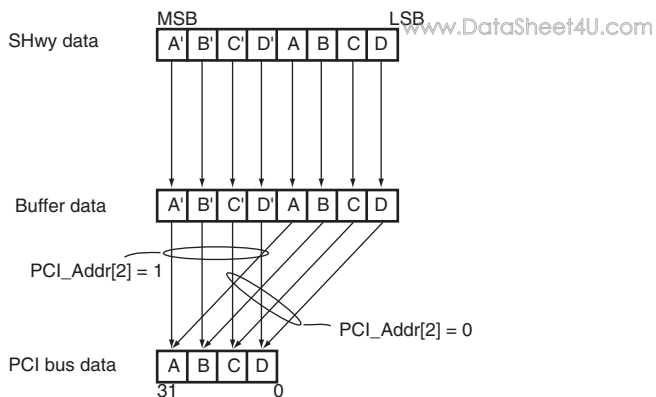 MSB LSB
www.DataSheet4U.com
SHwy data A' B' C' D' A B C D
Buffer data A' B' C' D' A B C D
PCI_Addr[2] = 1
PCI_Addr[2] = 0
PCI bus data A B C D
31 0